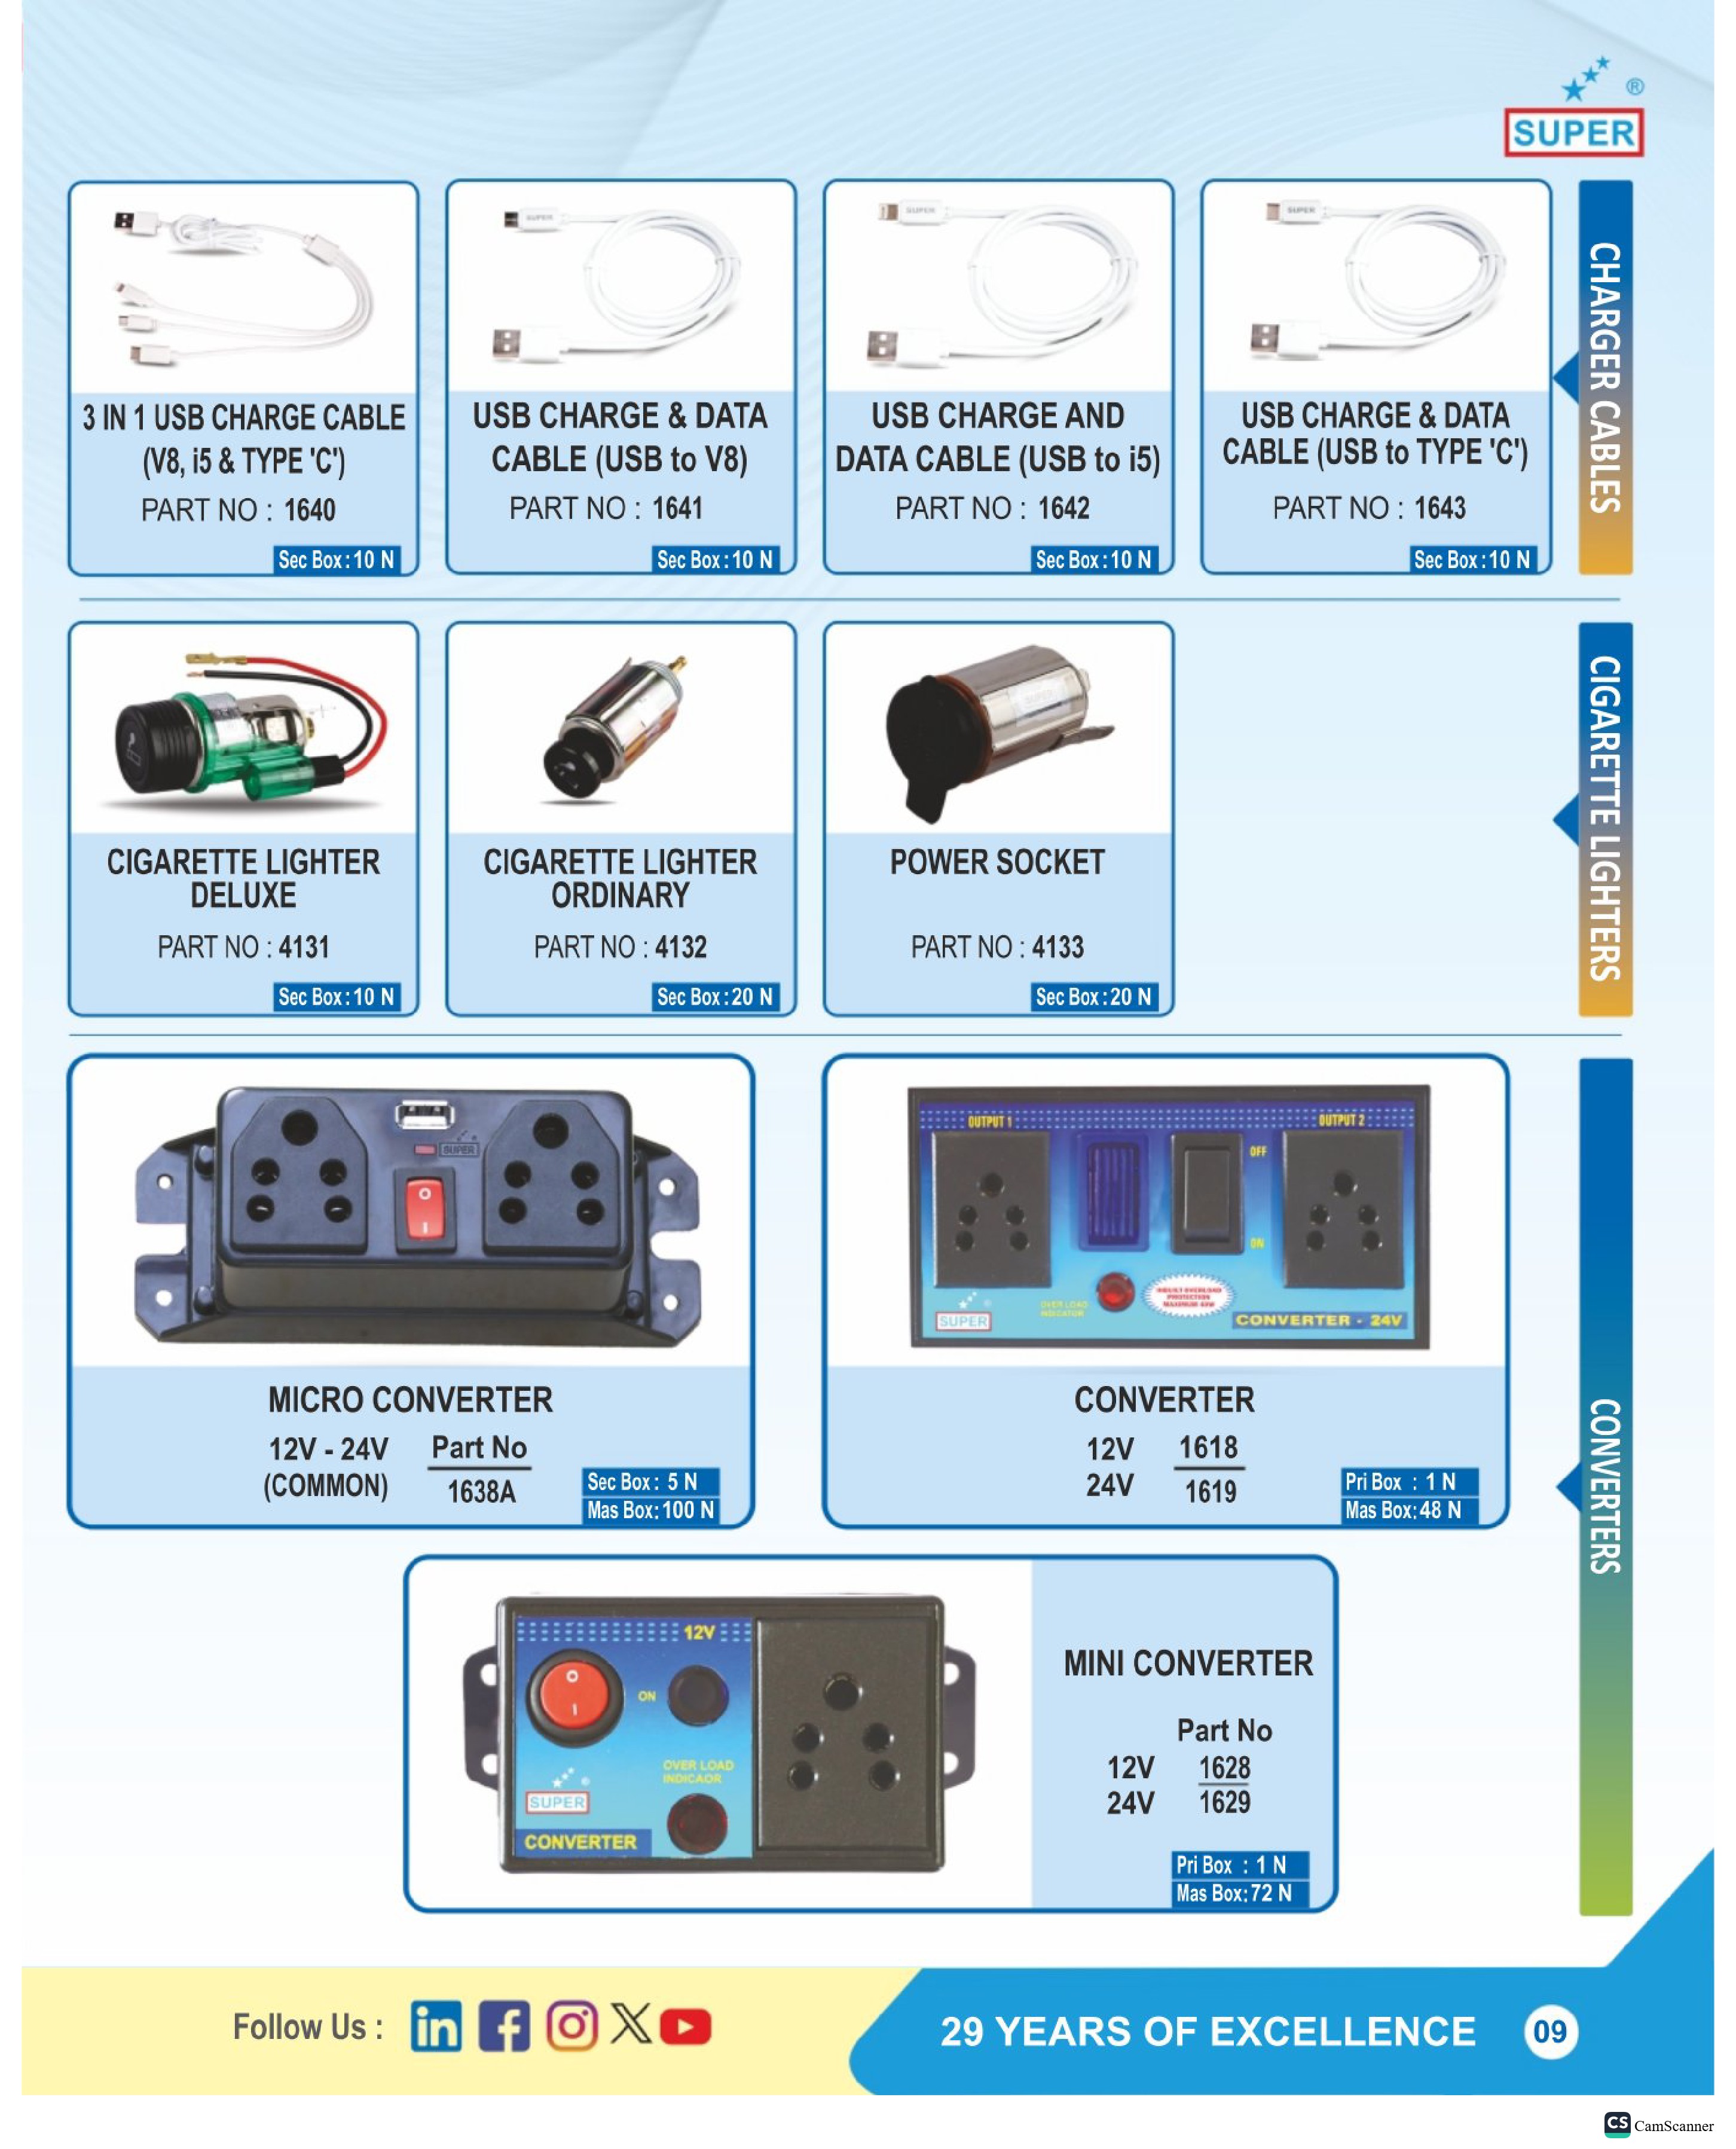 SUPER
®
CHARGER CABLES
SUPER
SUPER
SUPER
3 IN 1 USB CHARGE CABLE
(V8, i5 & TYPE 'C')
PART NO : 1640
Sec Box : 10 N
USB CHARGE & DATA
CABLE (USB to V8)
PART NO : 1641
Sec Box : 10 N
USB CHARGE AND
DATA CABLE (USB to i5)
PART NO : 1642
Sec Box : 10 N
USB CHARGE & DATA
CABLE (USB to TYPE 'C')
PART NO : 1643
Sec Box : 10 N
CIGARETTE LIGHTERS
SUPER
CIGARETTE LIGHTER
DELUXE
PART NO : 4131
Sec Box : 10 N
CIGARETTE LIGHTER
ORDINARY
PART NO : 4132
Sec Box : 20 N
POWER SOCKET
PART NO : 4133
Sec Box : 20 N
CONVERTERS
SUPER
MICRO CONVERTER
12V - 24V Part No
(COMMON) 1638A
Sec Box : 5 N
Mas Box : 100 N
OUTPUT 1
OUTPUT 2
OFF
ON
OVER LOAD
INDICATOR
INBUILT OVERLOAD
PROTECTION
SUPER
CONVERTER - 24V
CONVERTER
12V 1618
24V 1619
Pri Box : 1 N
Mas Box : 48 N
12V
ON
OVER LOAD
INDICAOR
SUPER
CONVERTER
MINI CONVERTER
Part No
12V 1628
24V 1629
Pri Box : 1 N
Mas Box : 72 N
Follow Us :
29 YEARS OF EXCELLENCE
09
CS CamScanner